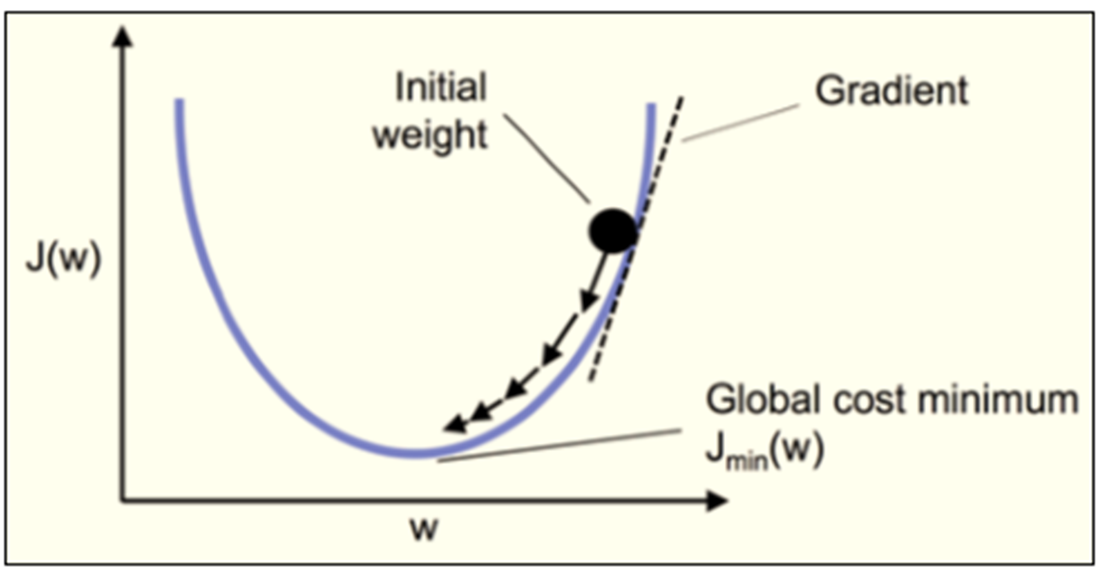 Initial
weight
Gradient
J(w)
Global cost minimum
Jmin(w)
w